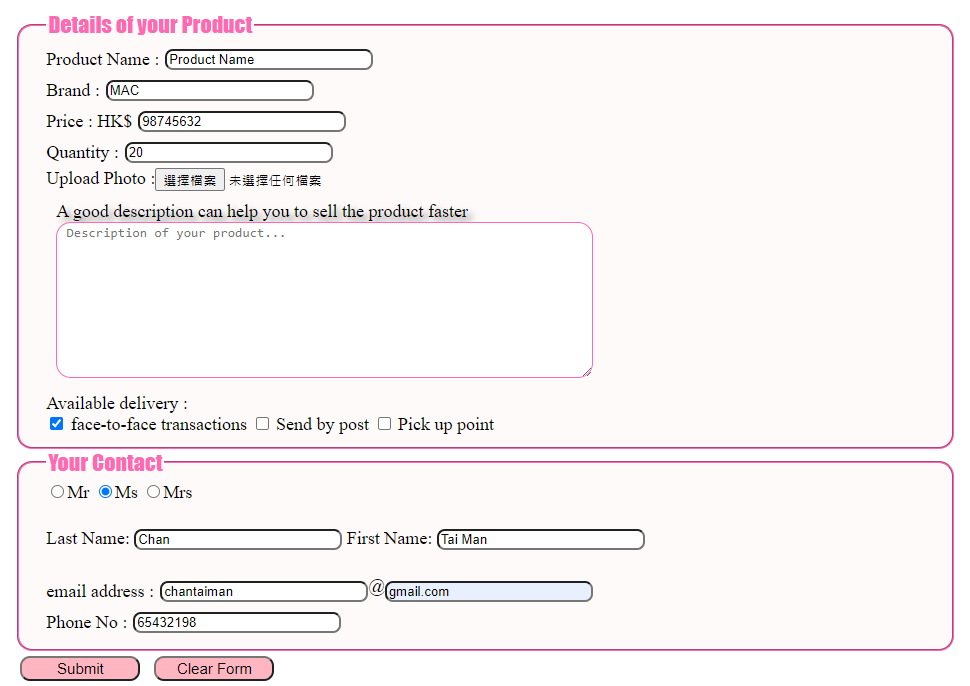 Details of your Product
Product Name : Product Name
Brand : MAC
Price : HK$ 98745632
Quantity : 20
Upload Photo : 選擇檔案 未選擇任何檔案
A good description can help you to sell the product faster
Description of your product...
Available delivery :
face-to-face transactions Send by post Pick up point
Your Contact
Mr Ms Mrs
Last Name: Chan First Name: Tai Man
email address : chantaiman @ gmail.com
Phone No : 65432198
Submit Clear Form